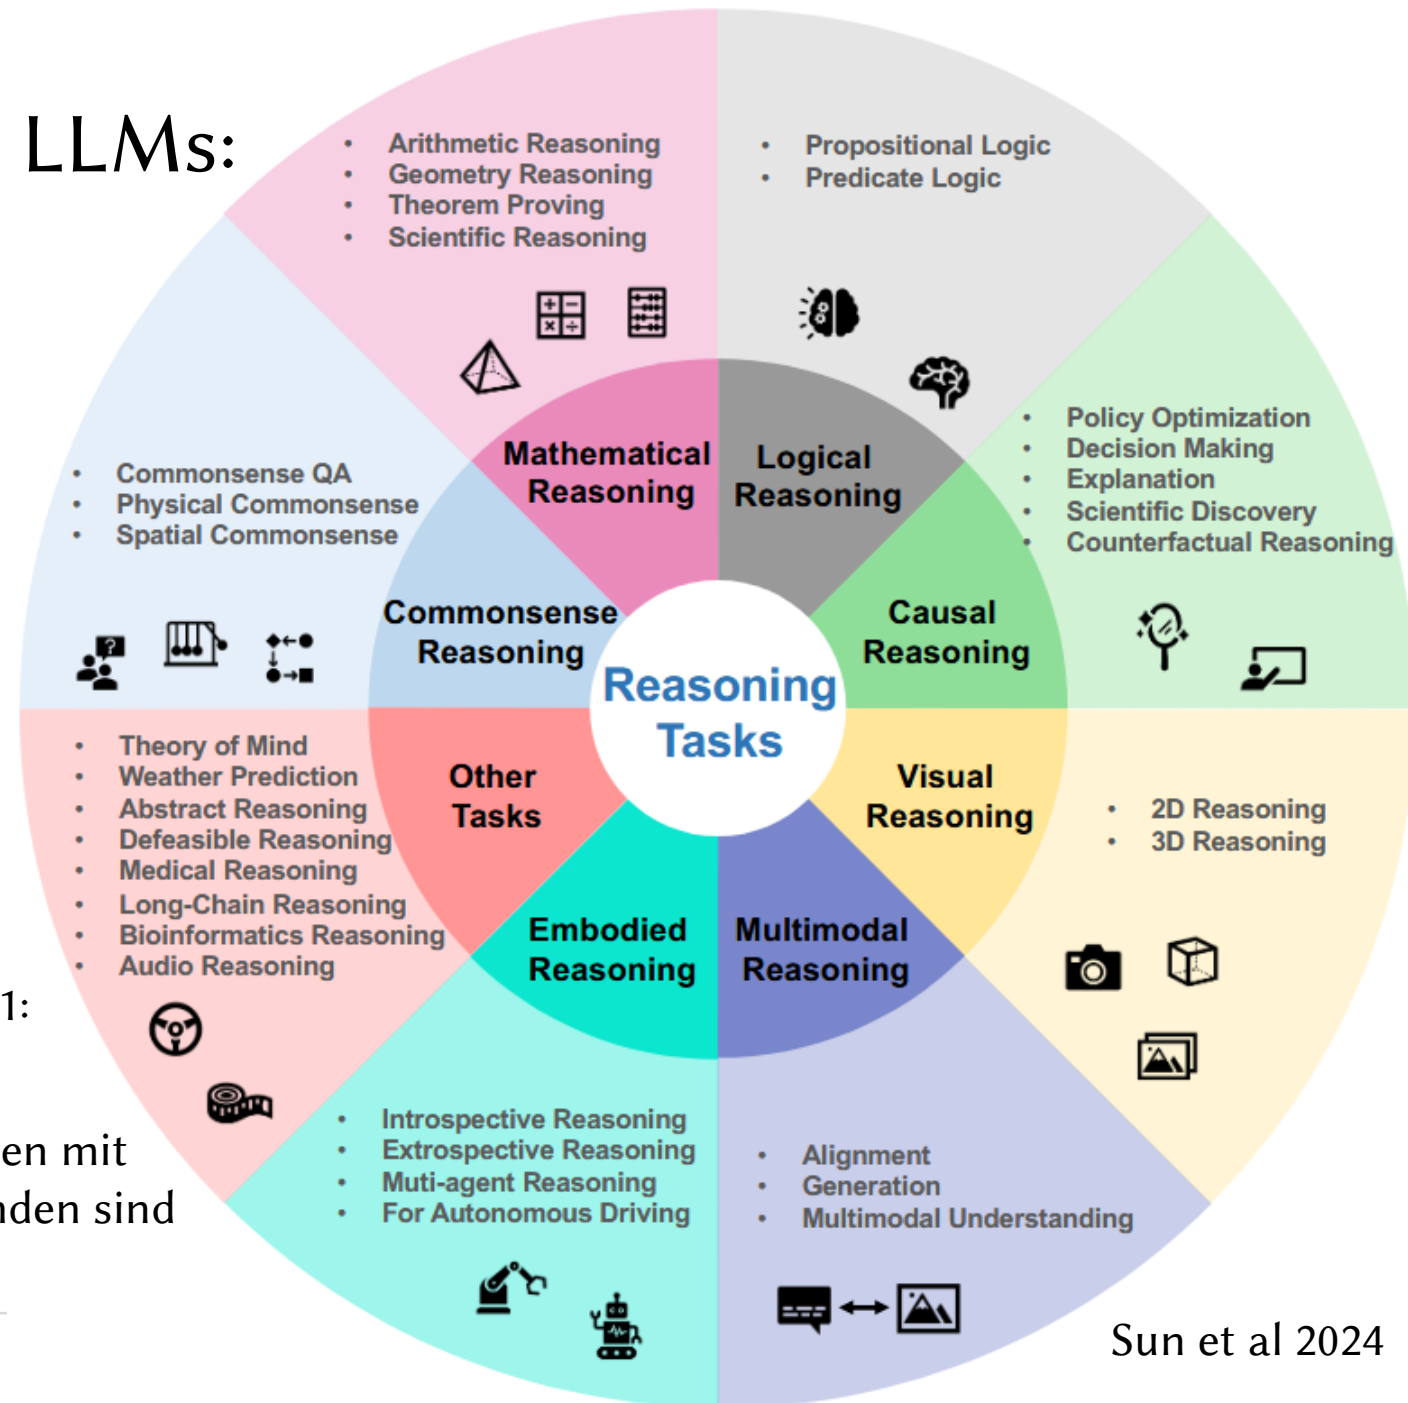 LLMs:
• Arithmetic Reasoning
• Geometry Reasoning
• Theorem Proving
• Scientific Reasoning
• Propositional Logic
• Predicate Logic
Mathematical
Reasoning
Logical
Reasoning
• Policy Optimization
• Decision Making
• Explanation
• Scientific Discovery
• Counterfactual Reasoning
• Commonsense QA
• Physical Commonsense
• Spatial Commonsense
Commonsense
Reasoning
Causal
Reasoning
Reasoning
Tasks
• Theory of Mind
• Weather Prediction
• Abstract Reasoning
• Defeasible Reasoning
• Medical Reasoning
• Long-Chain Reasoning
• Bioinformatics Reasoning
• Audio Reasoning
Other
Tasks
Visual
Reasoning
• 2D Reasoning
• 3D Reasoning
Embodied
Reasoning
Multimodal
Reasoning
1:
en mit
nden sind
• Introspective Reasoning
• Extrospective Reasoning
• Muti-agent Reasoning
• For Autonomous Driving
• Alignment
• Generation
• Multimodal Understanding
Sun et al 2024